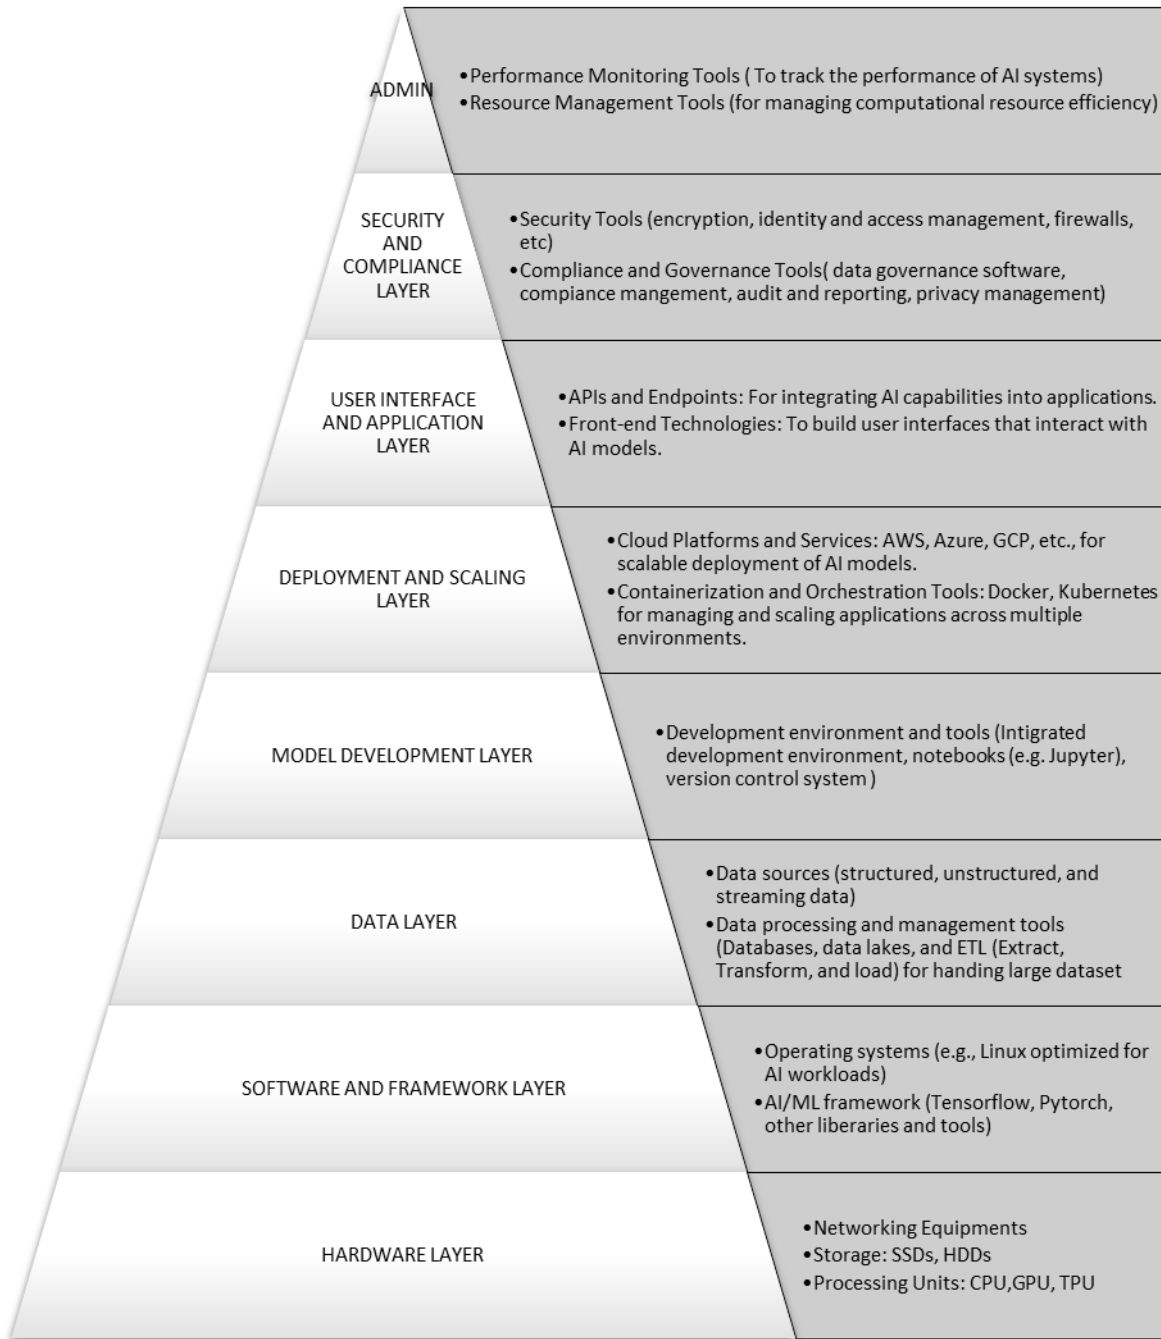 ADMIN
•Performance Monitoring Tools ( To track the performance of AI systems)
•Resource Management Tools (for managing computational resource efficiency)
SECURITY
AND
COMPLIANCE
LAYER
•Security Tools (encryption, identity and access management, firewalls,
etc)
•Compliance and Governance Tools( data governance software,
compiance mangement, audit and reporting, privacy management)
USER INTERFACE
AND APPLICATION
LAYER
•APIs and Endpoints: For integrating AI capabilities into applications.
•Front-end Technologies: To build user interfaces that interact with
AI models.
DEPLOYMENT AND SCALING
LAYER
•Cloud Platforms and Services: AWS, Azure, GCP, etc., for
scalable deployment of AI models.
•Containerization and Orchestration Tools: Docker, Kubernetes
for managing and scaling applications across multiple
environments.
MODEL DEVELOPMENT LAYER
•Development environment and tools (Intigrated
development environment, notebooks (e.g. Jupyter),
version control system )
DATA LAYER
•Data sources (structured, unstructured, and
streaming data)
•Data processing and management tools
(Databases, data lakes, and ETL (Extract,
Transform, and load) for handing large dataset
SOFTWARE AND FRAMEWORK LAYER
•Operating systems (e.g., Linux optimized for
AI workloads)
•AI/ML framework (Tensorflow, Pytorch,
other liberaries and tools)
HARDWARE LAYER
•Networking Equipments
•Storage: SSDs, HDDs
•Processing Units: CPU,GPU, TPU